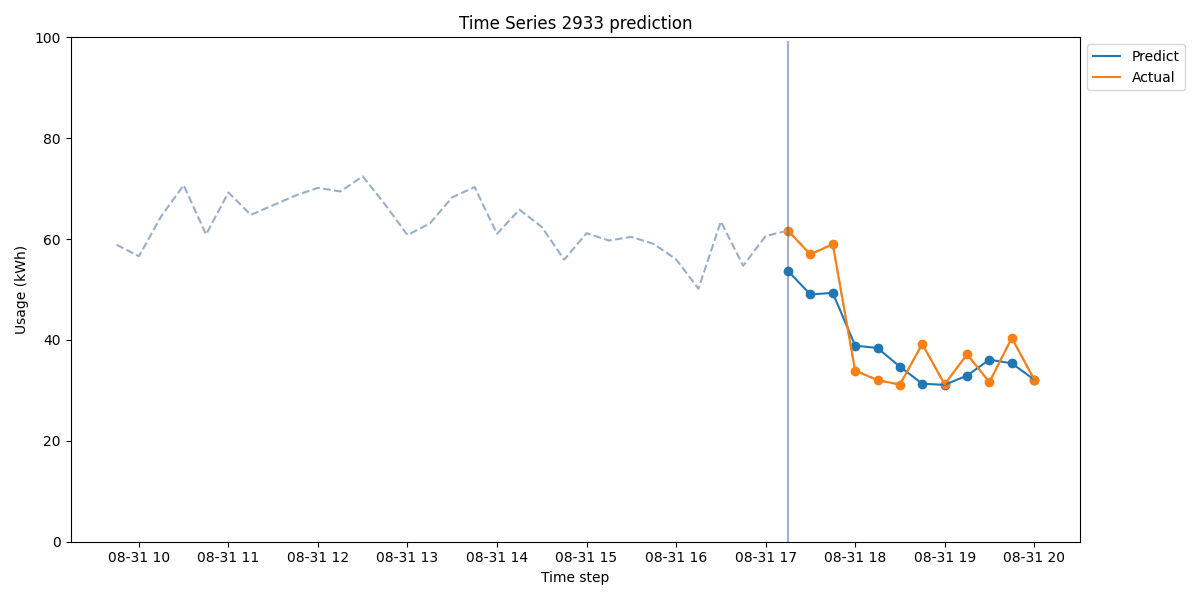 Time Series 2933 prediction
Predict
Actual
Usage (kWh)
100
80
60
40
20
0
08-31 10 08-31 11 08-31 12 08-31 13 08-31 14 08-31 15 08-31 16 08-31 17 08-31 18 08-31 19 08-31 20
Time step